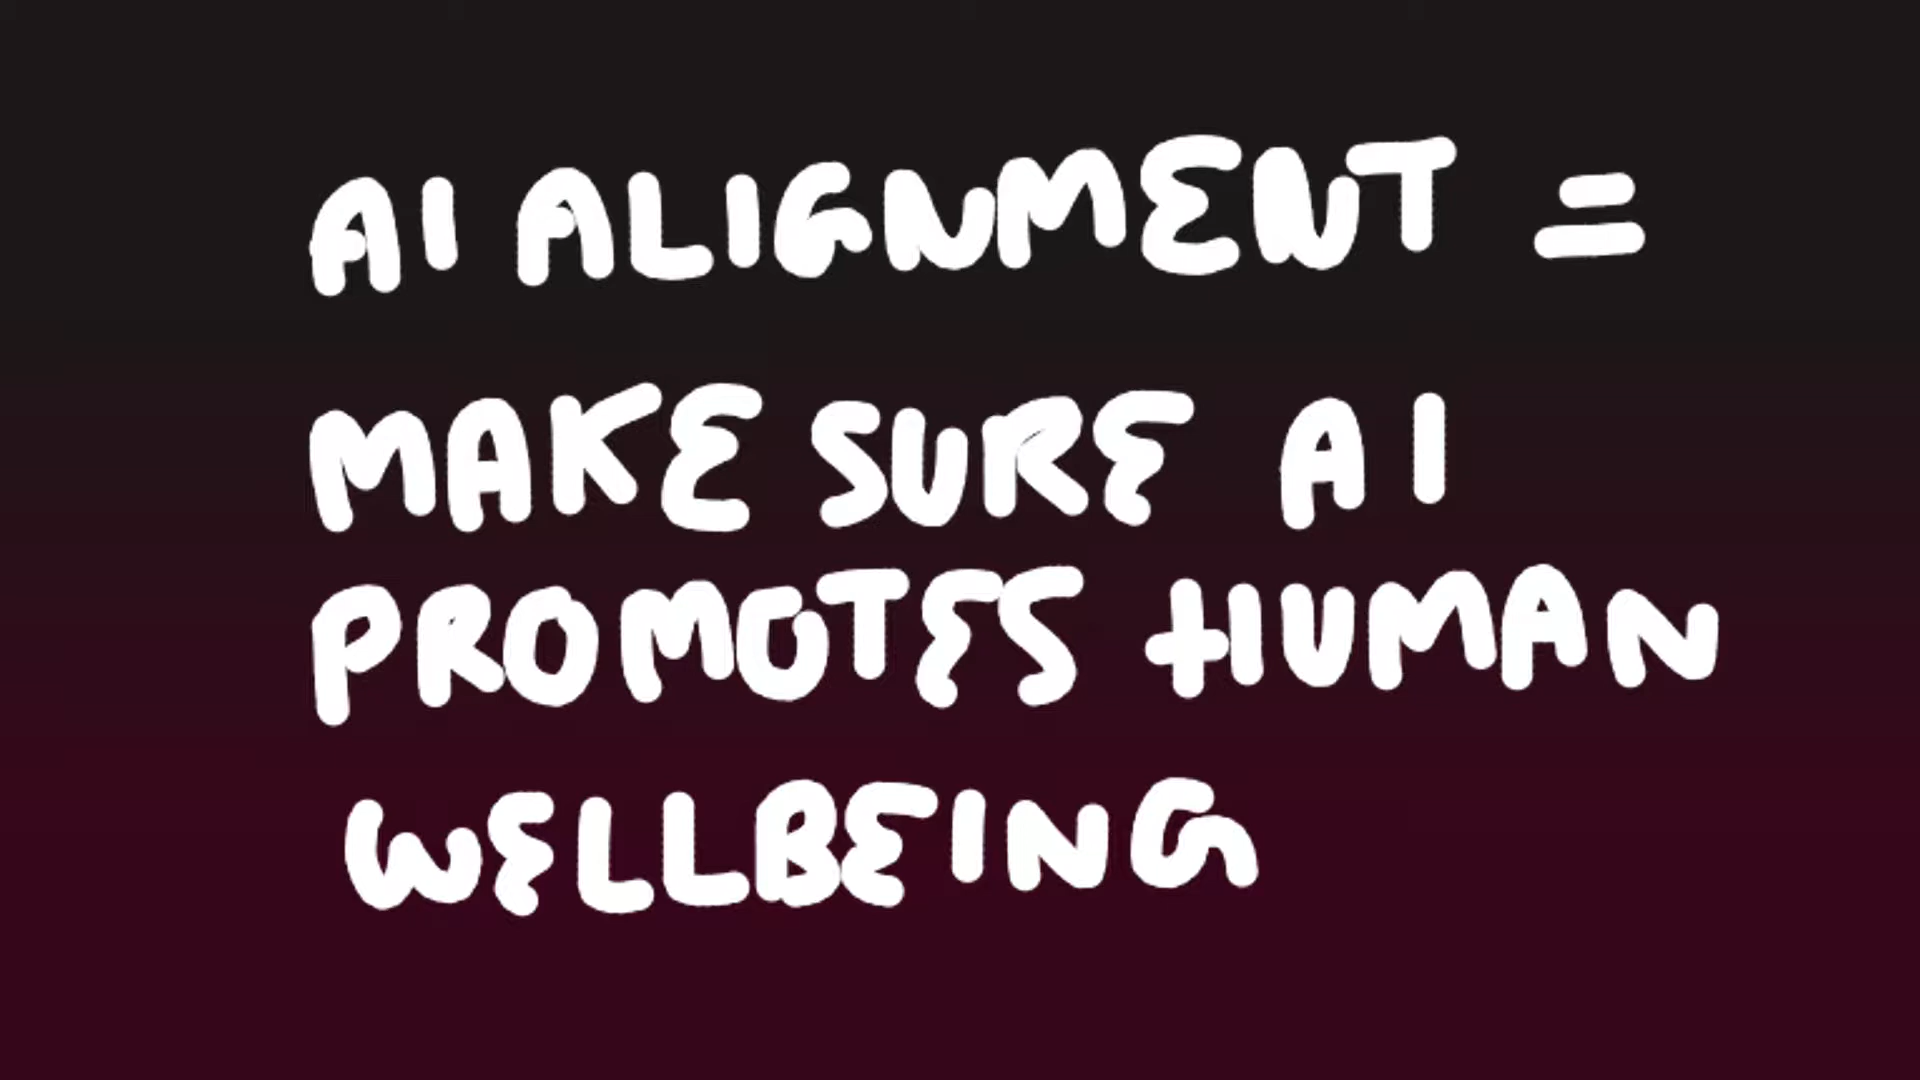 AI ALIGNMENT =
MAKE SURE AI
PROMOTES HUMAN
WELLBEING